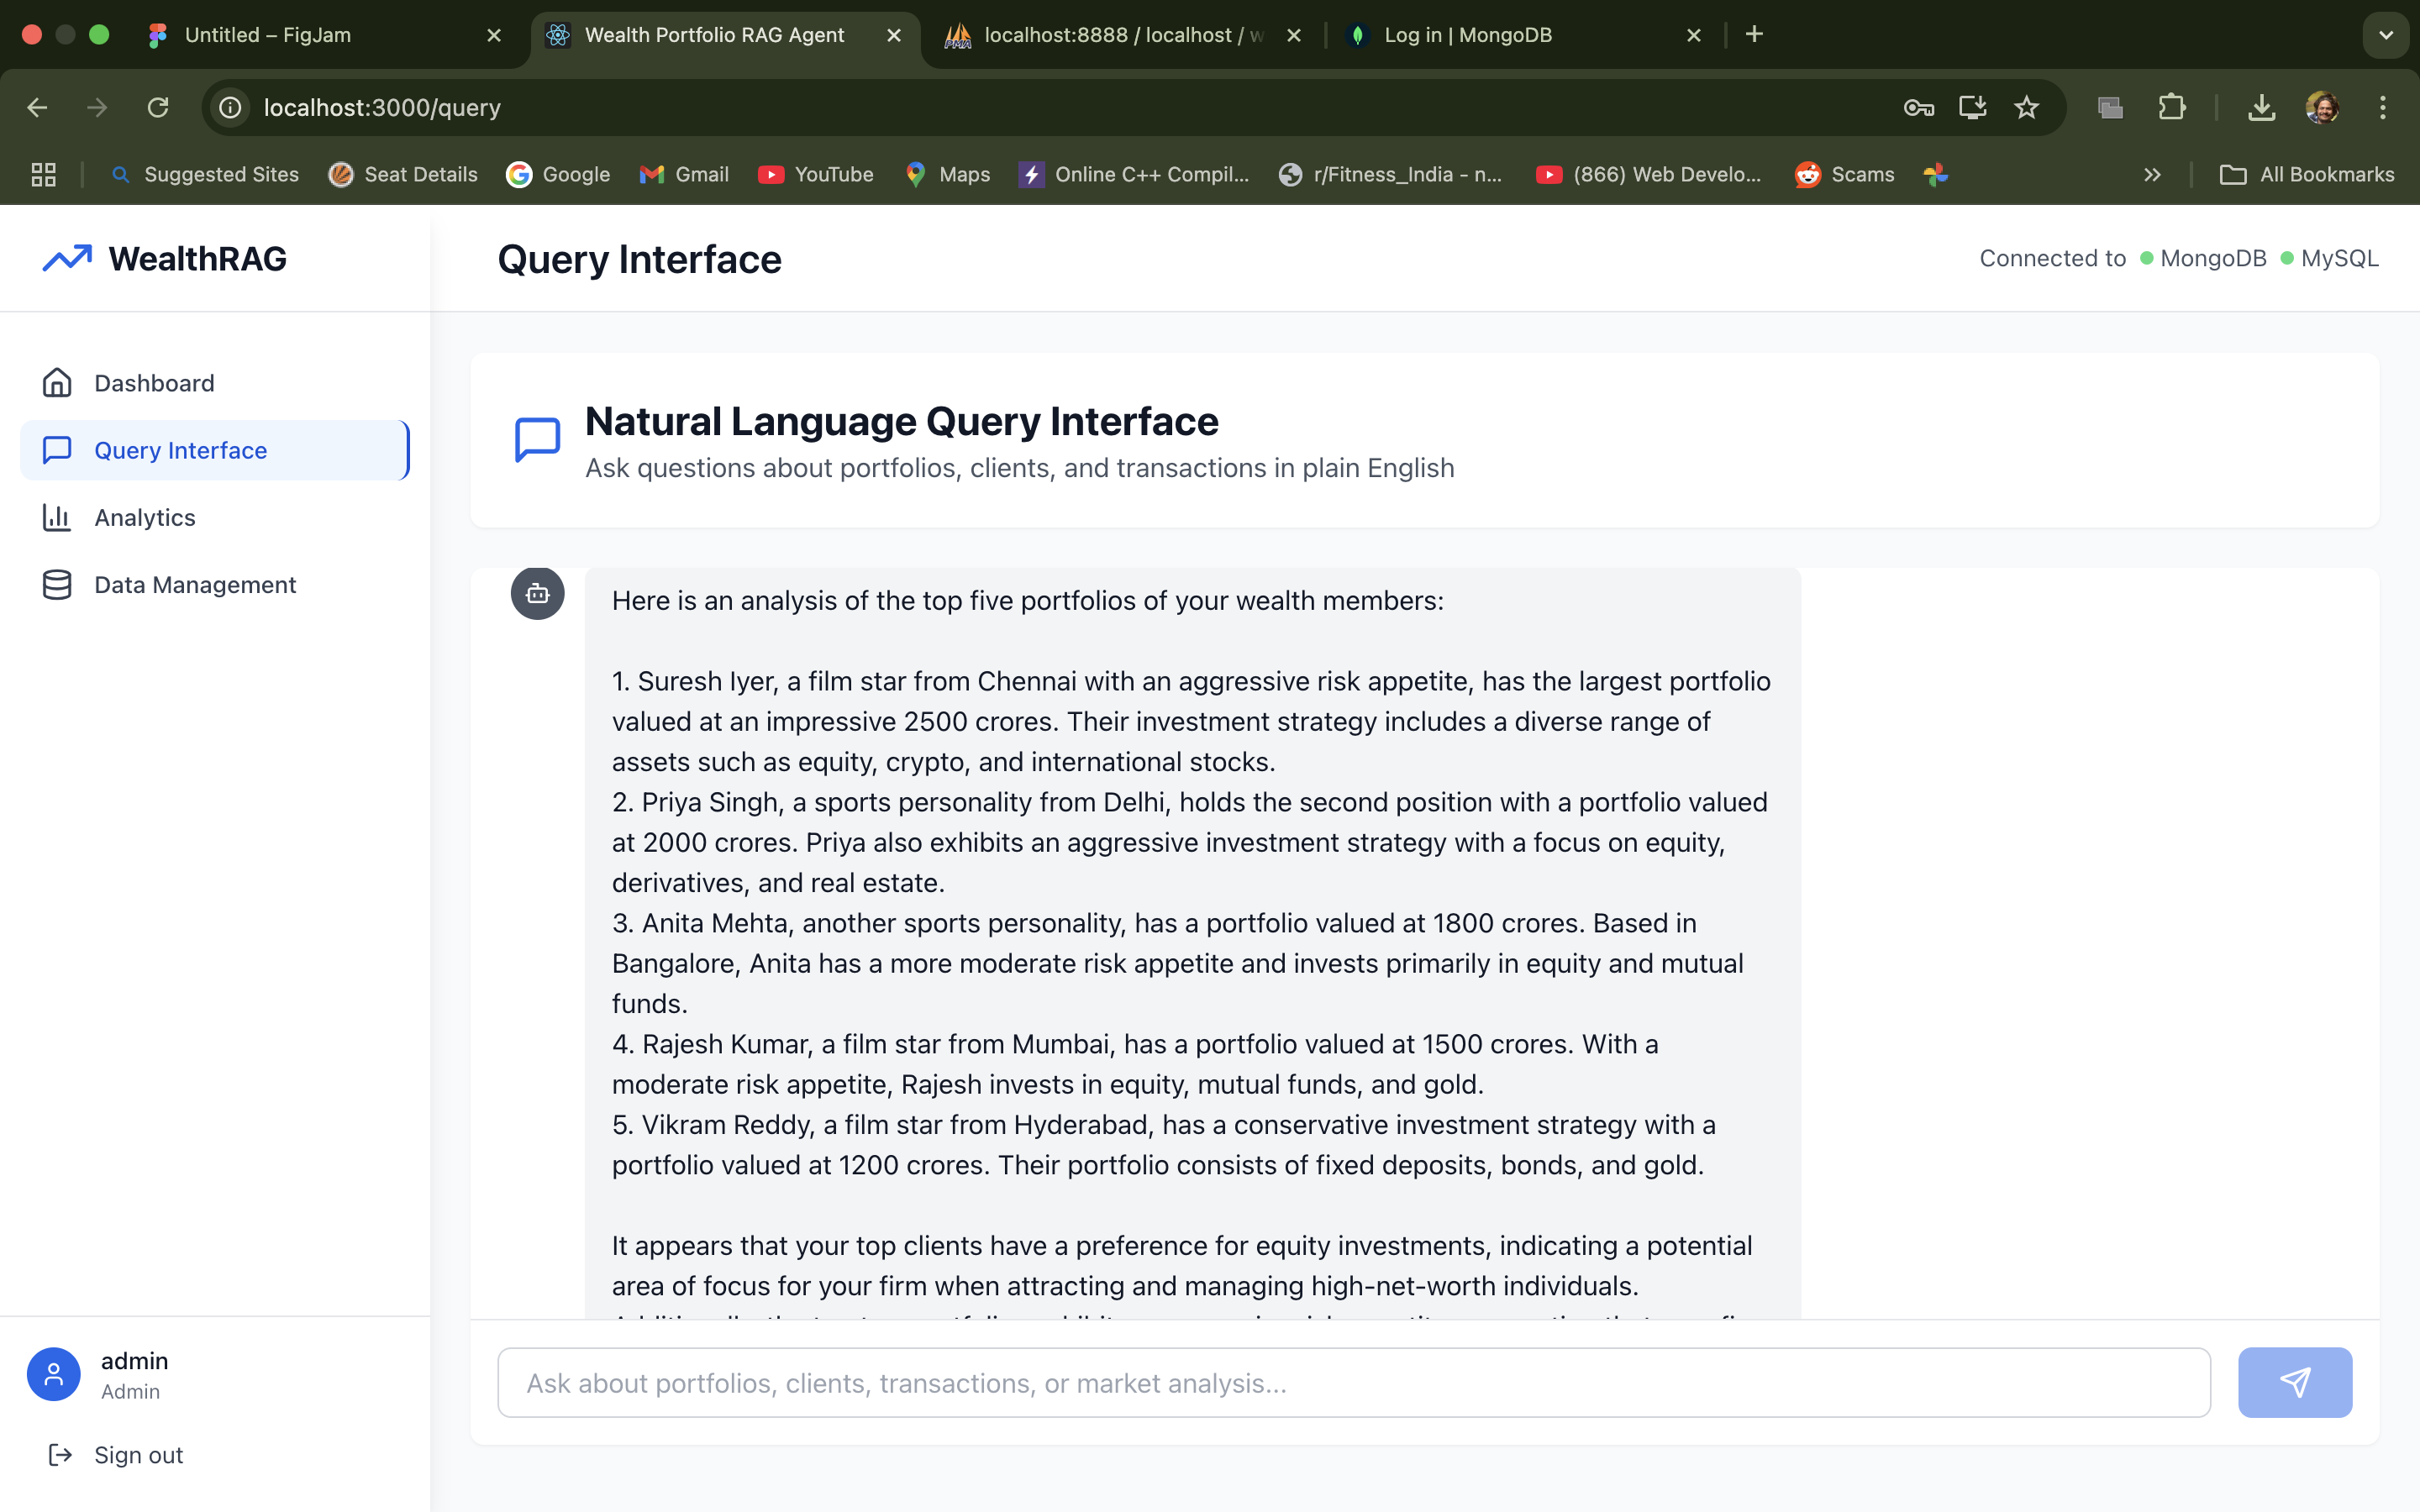 Untitled – FigJam
Wealth Portfolio RAG Agent
localhost:8888 / localhost / w
Log in | MongoDB
localhost:3000/query
Suggested Sites
Seat Details
Google
Gmail
YouTube
Maps
Online C++ Compil...
r/Fitness_India - n...
(866) Web Develo...
Scams
All Bookmarks
WealthRAG
Query Interface
Connected to MongoDB MySQL
Dashboard
Query Interface
Analytics
Data Management
Natural Language Query Interface
Ask questions about portfolios, clients, and transactions in plain English
Here is an analysis of the top five portfolios of your wealth members:
1. Suresh Iyer, a film star from Chennai with an aggressive risk appetite, has the largest portfolio
valued at an impressive 2500 crores. Their investment strategy includes a diverse range of
assets such as equity, crypto, and international stocks.
2. Priya Singh, a sports personality from Delhi, holds the second position with a portfolio valued
at 2000 crores. Priya also exhibits an aggressive investment strategy with a focus on equity,
derivatives, and real estate.
3. Anita Mehta, another sports personality, has a portfolio valued at 1800 crores. Based in
Bangalore, Anita has a more moderate risk appetite and invests primarily in equity and mutual
funds.
4. Rajesh Kumar, a film star from Mumbai, has a portfolio valued at 1500 crores. With a
moderate risk appetite, Rajesh invests in equity, mutual funds, and gold.
5. Vikram Reddy, a film star from Hyderabad, has a conservative investment strategy with a
portfolio valued at 1200 crores. Their portfolio consists of fixed deposits, bonds, and gold.
It appears that your top clients have a preference for equity investments, indicating a potential
area of focus for your firm when attracting and managing high-net-worth individuals.
Ask about portfolios, clients, transactions, or market analysis...
admin
Admin
Sign out